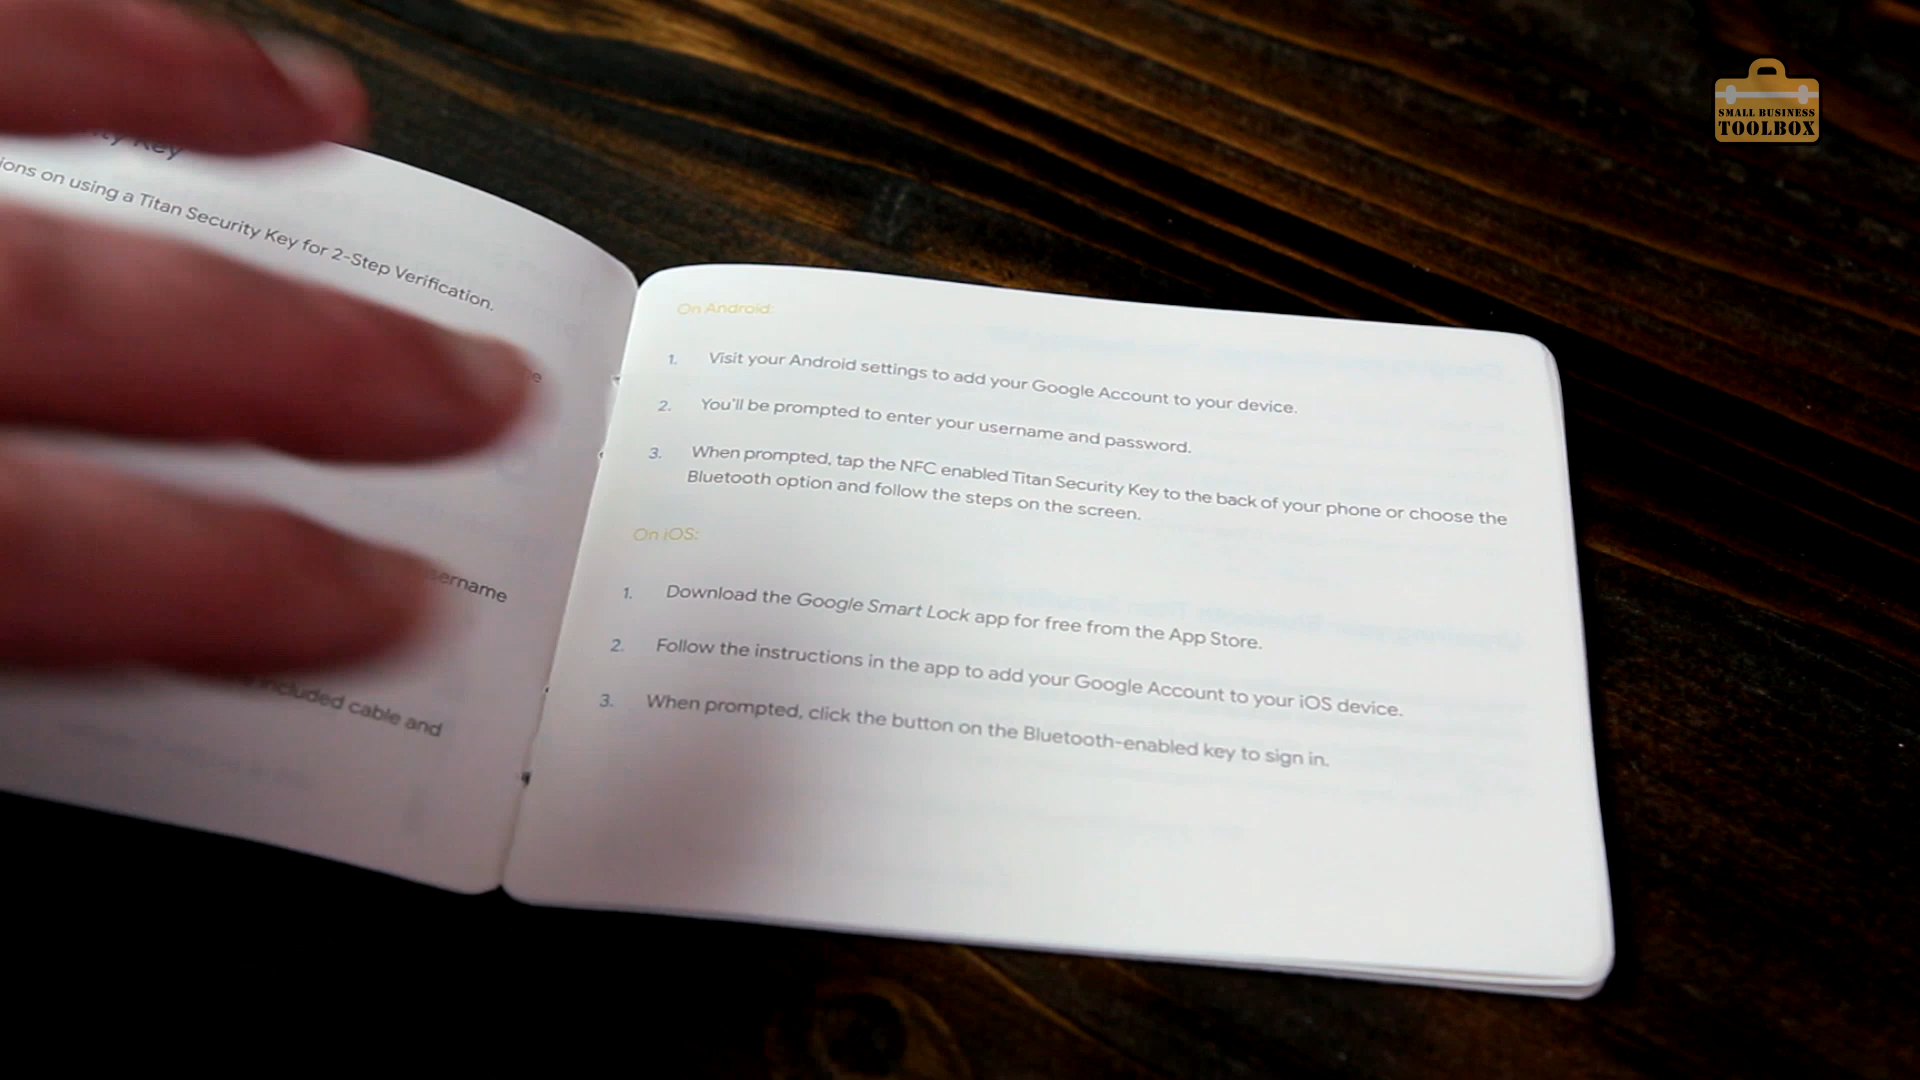 ty Key
ions on using a Titan Security Key for 2-Step Verification.
sername
included cable and
On Android:
1. Visit your Android settings to add your Google Account to your device.
2. You'll be prompted to enter your username and password.
3. When prompted, tap the NFC enabled Titan Security Key to the back of your phone or choose the
Bluetooth option and follow the steps on the screen.
On iOS:
1. Download the Google Smart Lock app for free from the App Store.
2. Follow the instructions in the app to add your Google Account to your iOS device.
3. When prompted, click the button on the Bluetooth-enabled key to sign in.
SMALL BUSINESS
TOOLBOX